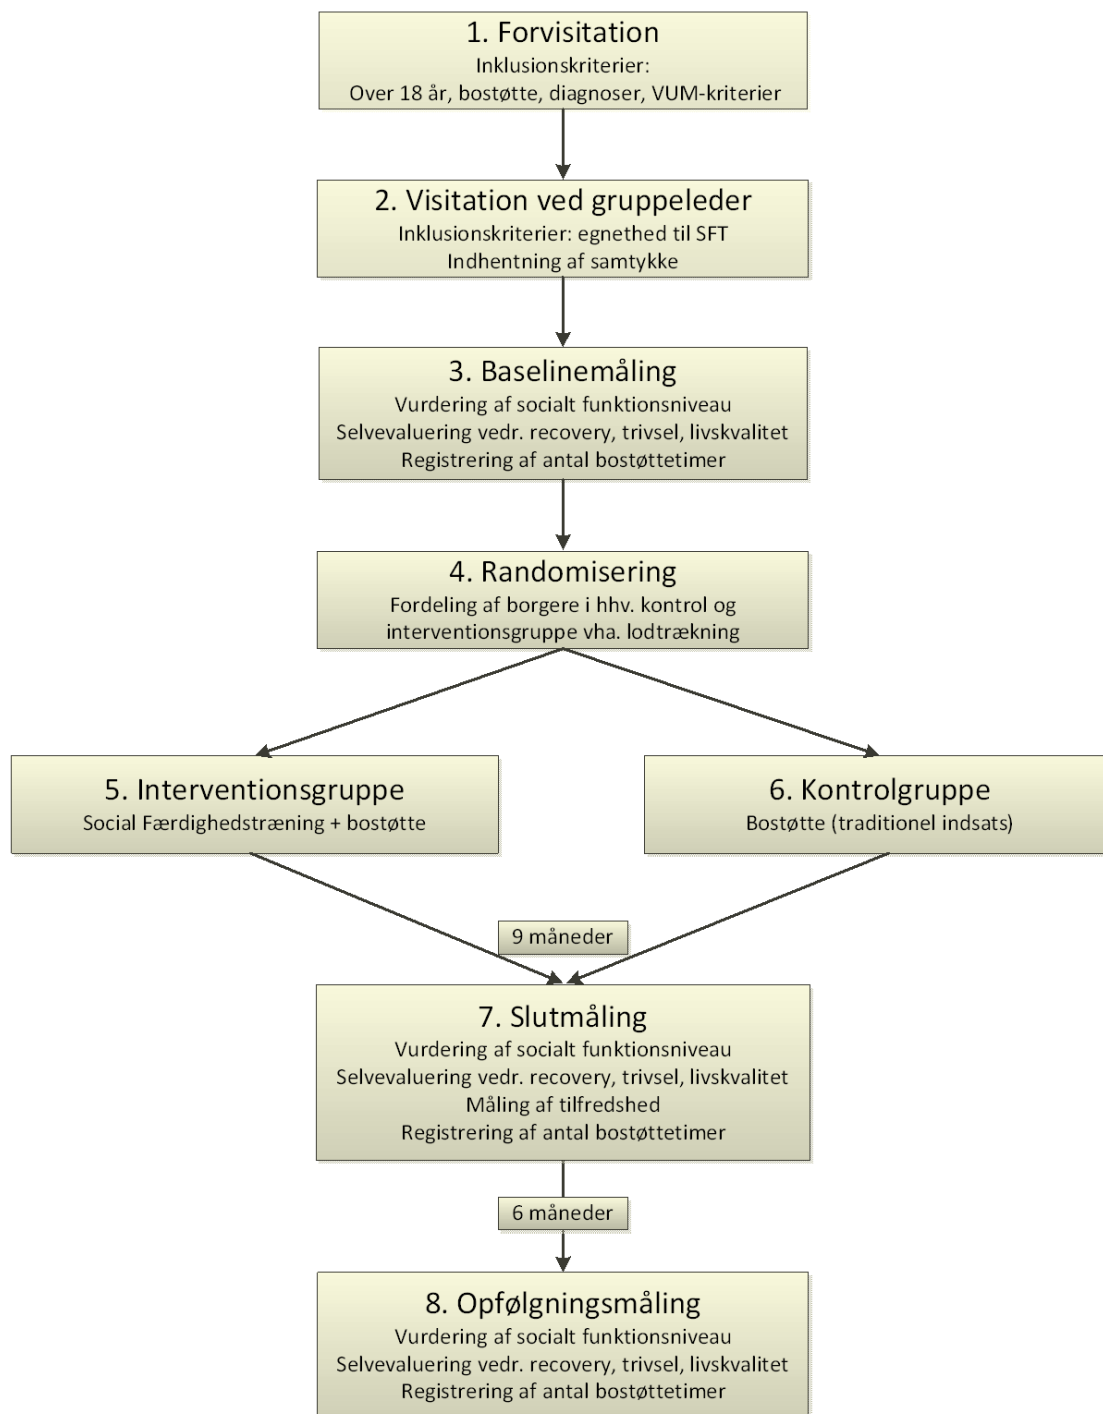 1. Forvisitation
Inklusionskriterier:
Over 18 år, bostøtte, diagnoser, VUM-kriterier
2. Visitation ved gruppeleder
Inklusionskriterier: egnethed til SFT
Indhentning af samtykke
3. Baselinemåling
Vurdering af socialt funktionsniveau
Selvevaluering vedr. recovery, trivsel, livskvalitet
Registrering af antal bostøttetimer
4. Randomisering
Fordeling af borgere i hhv. kontrol og
interventionsgruppe vha. lodtrækning
5. Interventionsgruppe
Social Færdighedstræning + bostøtte
6. Kontrolgruppe
Bostøtte (traditionel indsats)
9 måneder
7. Slutmåling
Vurdering af socialt funktionsniveau
Selvevaluering vedr. recovery, trivsel, livskvalitet
Måling af tilfredshed
Registrering af antal bostøttetimer
6 måneder
8. Opfølgningsmåling
Vurdering af socialt funktionsniveau
Selvevaluering vedr. recovery, trivsel, livskvalitet
Registrering af antal bostøttetimer